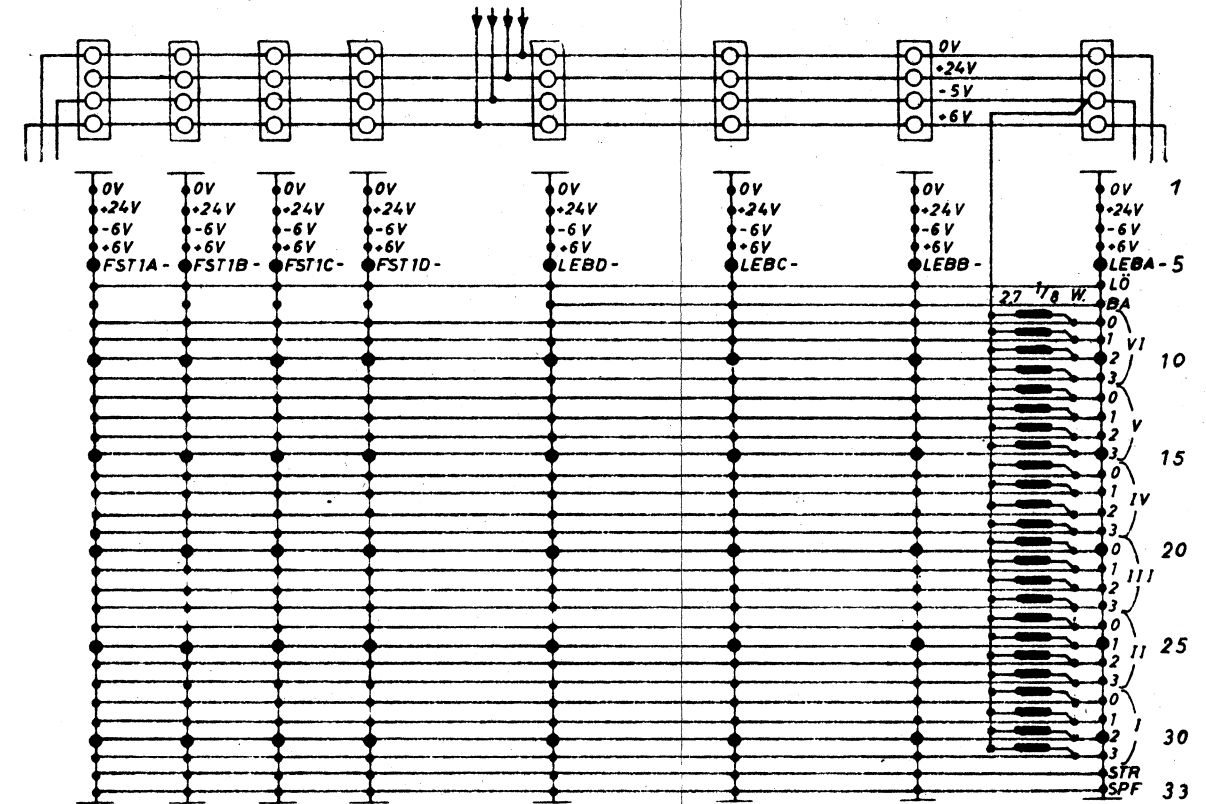 0V
+24V
-5V
+6V
0V 0V 0V 0V 0V 0V 0V 0V 1
+24V +24V +24V +24V +24V +24V +24V +24V
-6V -6V -6V -6V -6V -6V -6V -6V
+6V +6V +6V +6V +6V +6V +6V +6V
FST1A- FST1B- FST1C- FST1D- LEBD- LEBC- LEBB- LEBA- 5
LÖ
2,7 1/8 W. BA
0
1 VI
2 10
3
0
1
2 V
3 15
0
1
2 IV
3
0 20
1 III
2
3
0
1 25
2 II
3
0
1 I
2 30
3
STR
SPF 33